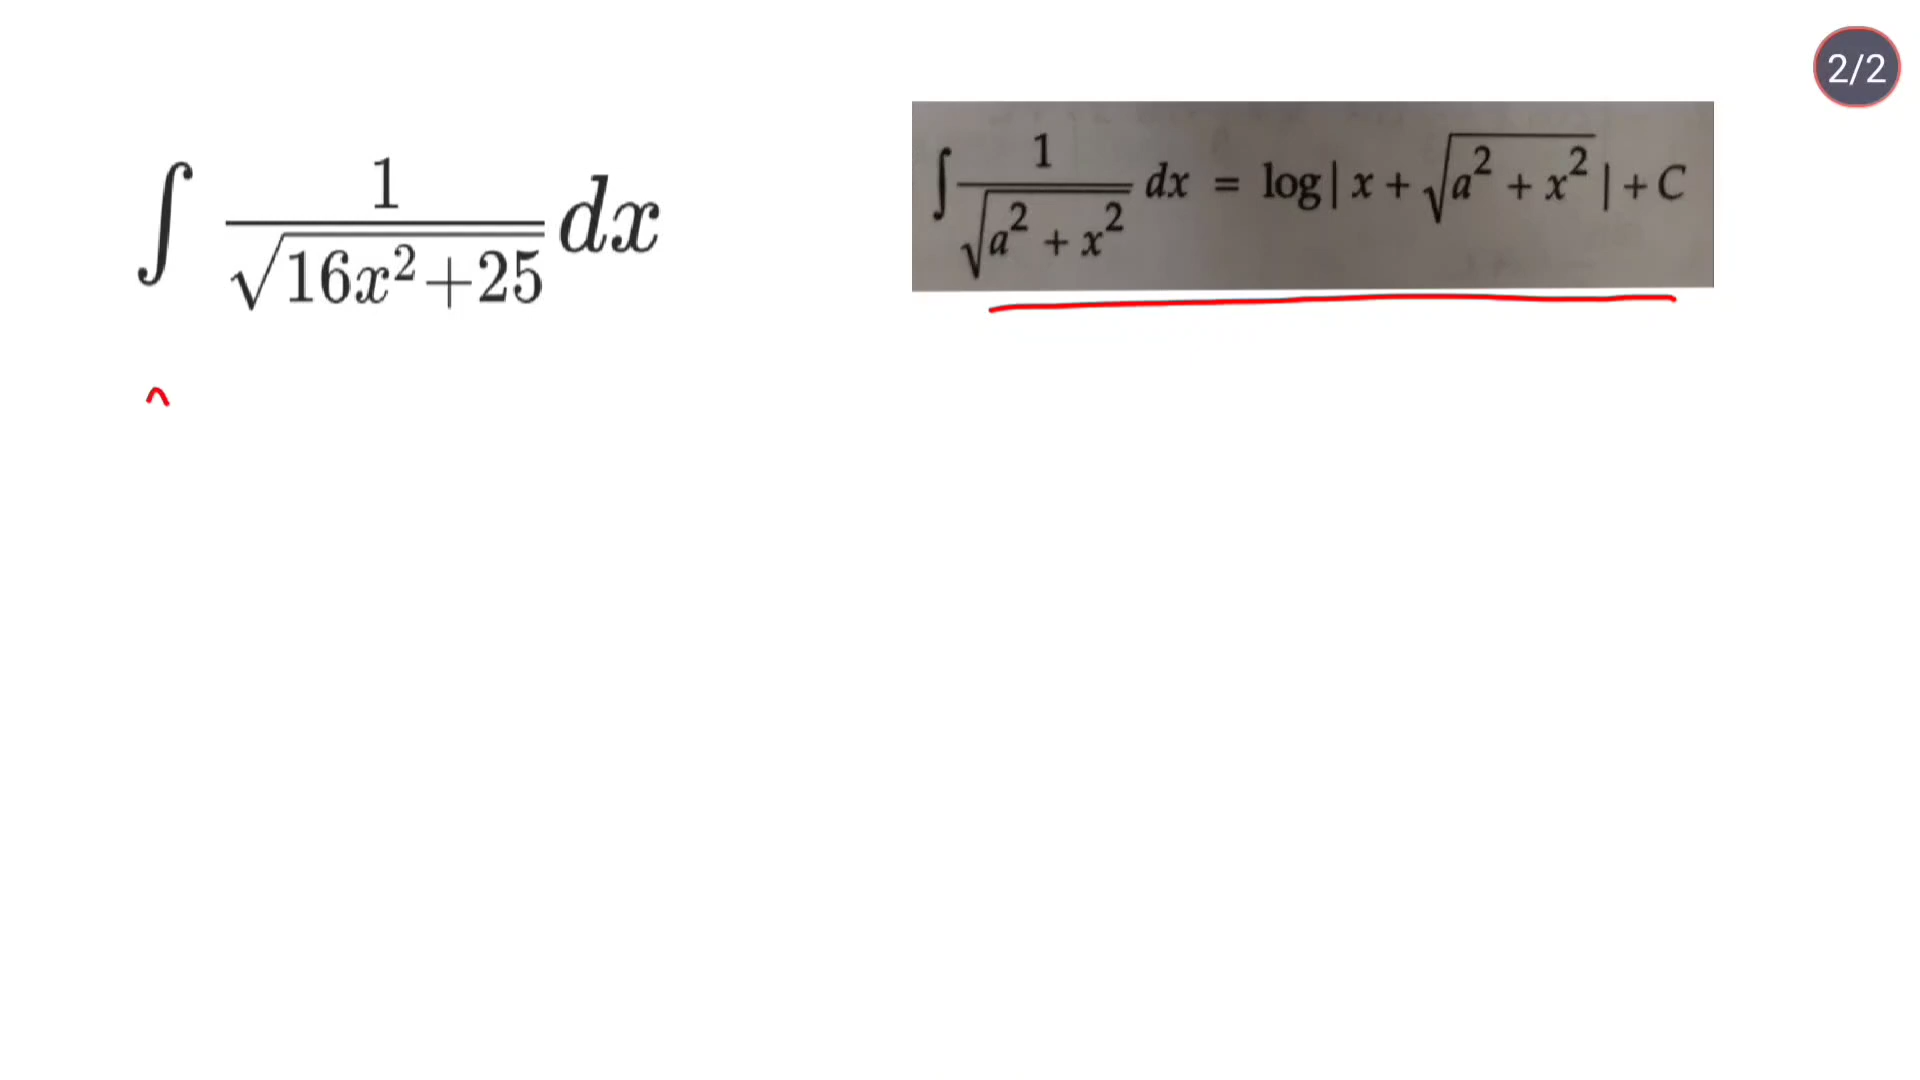 2/2
∫ 1/√(16x²+25) dx
∫ 1/√(a² + x²) dx = log| x + √(a² + x²) | + C